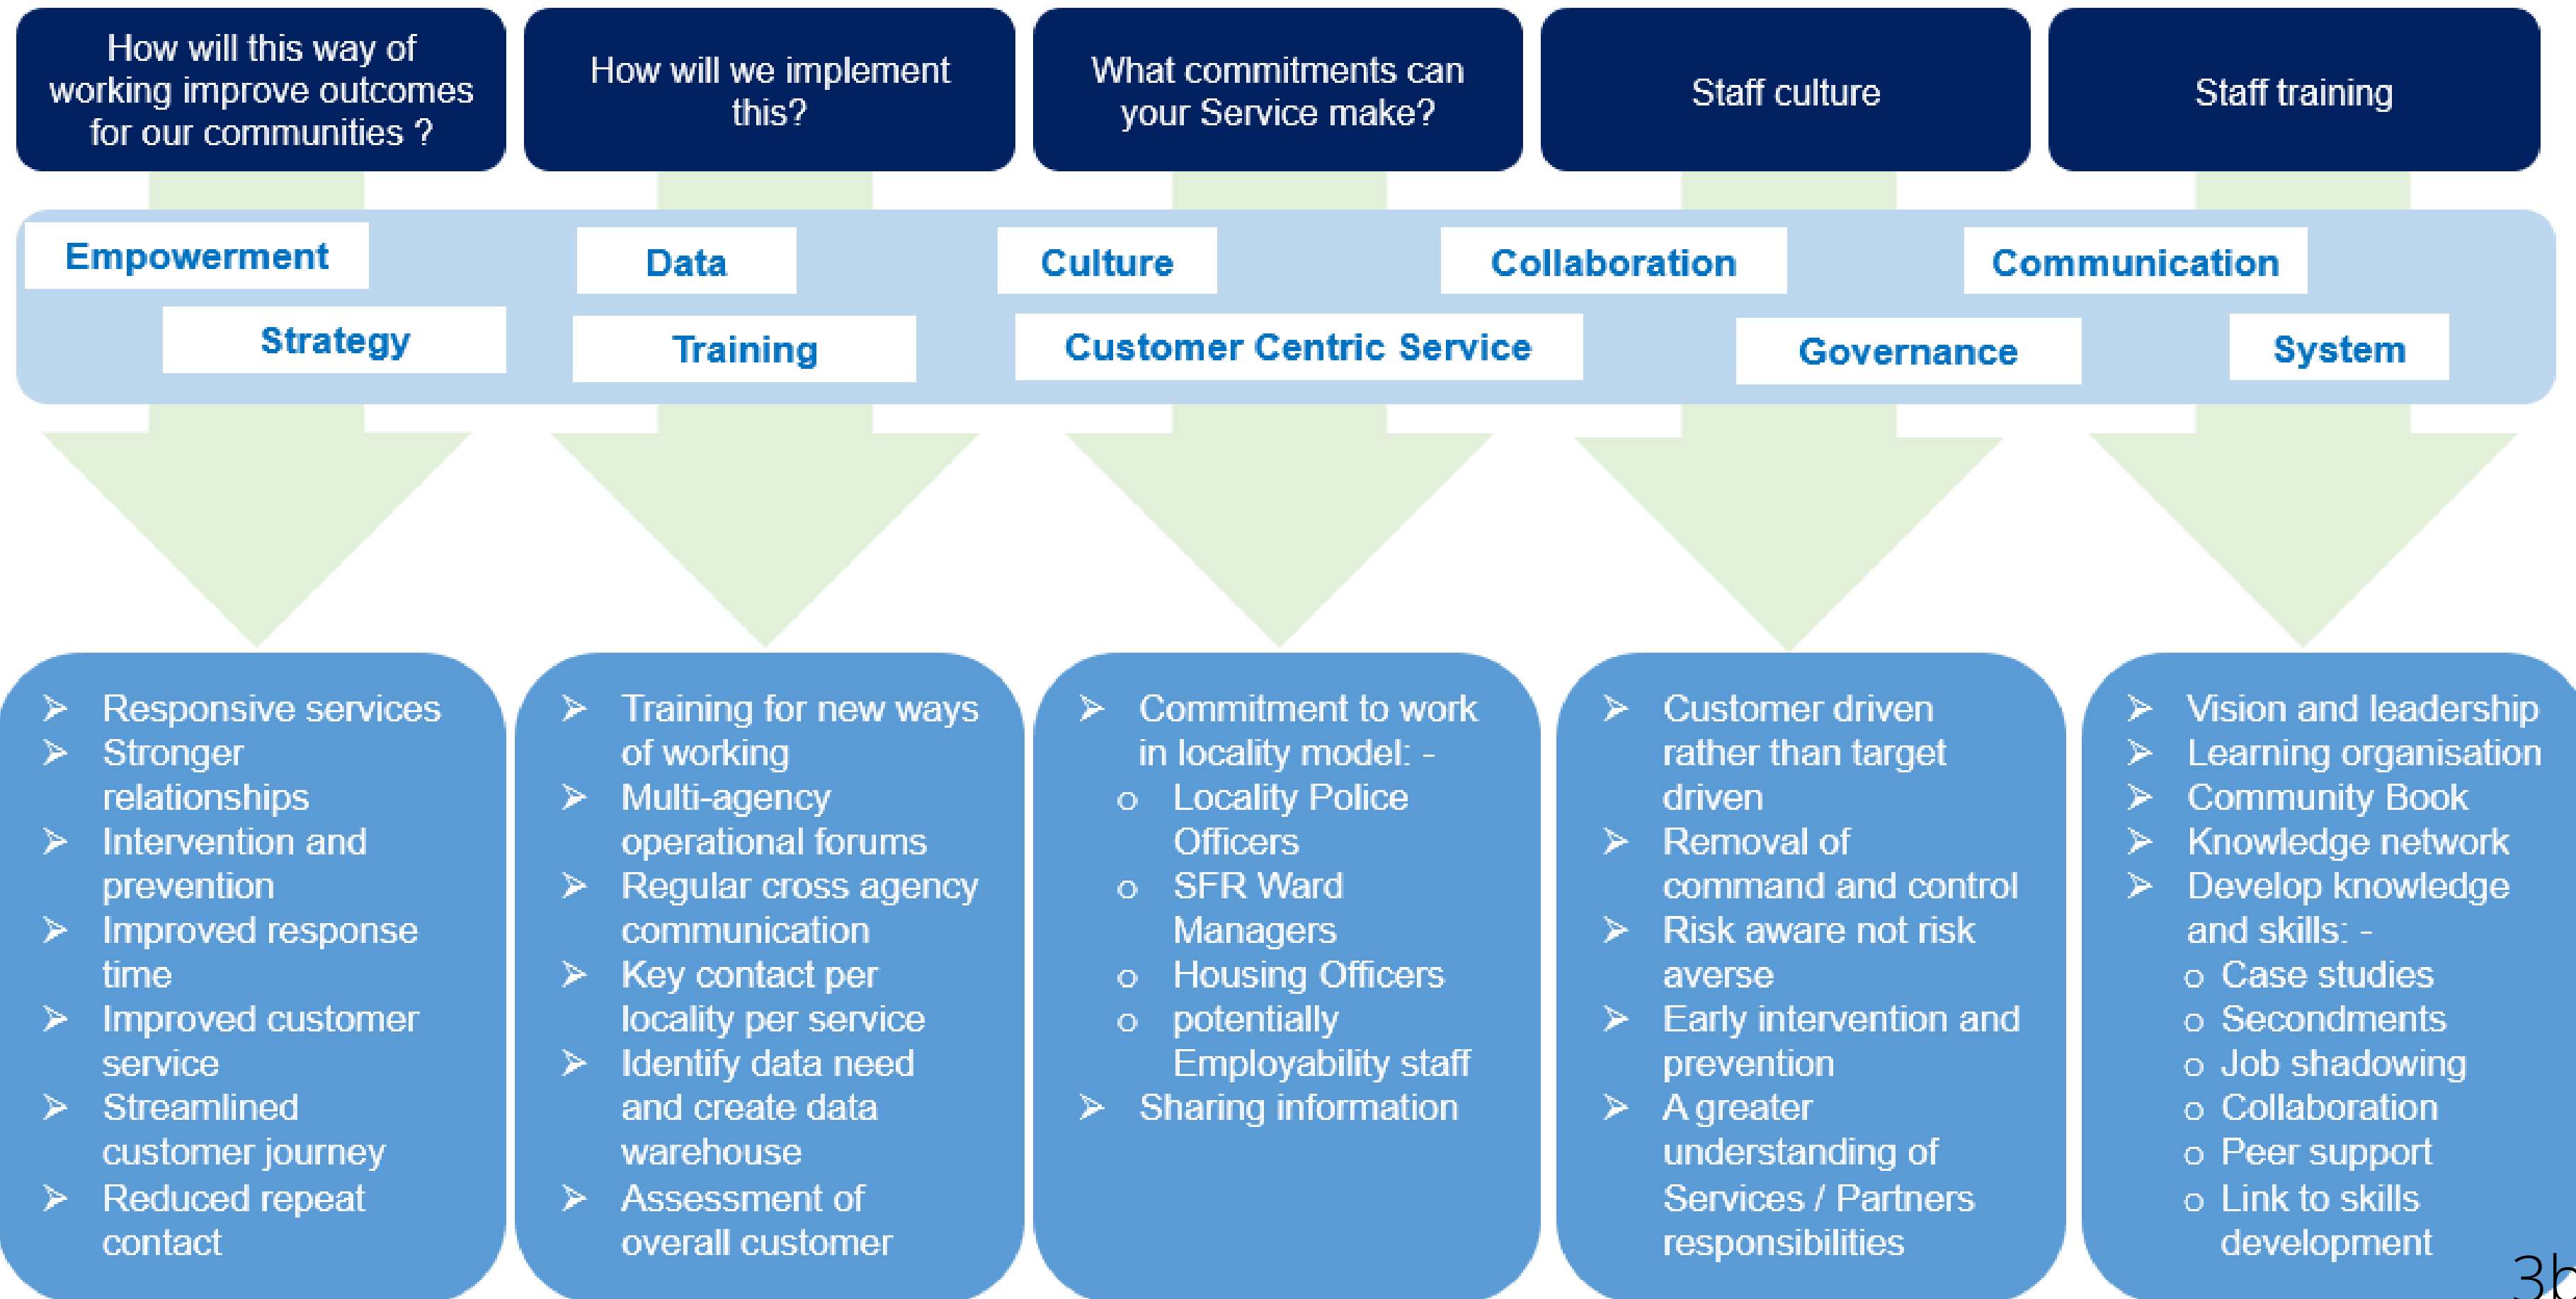 How will this way of
working improve outcomes
for our communities ?
How will we implement
this?
What commitments can
your Service make?
Staff culture
Staff training
Empowerment
Data
Culture
Collaboration
Communication
Strategy
Training
Customer Centric Service
Governance
System
➢ Responsive services
➢ Stronger
relationships
➢ Intervention and
prevention
➢ Improved response
time
➢ Improved customer
service
➢ Streamlined
customer journey
➢ Reduced repeat
contact
➢ Training for new ways
of working
➢ Multi-agency
operational forums
➢ Regular cross agency
communication
➢ Key contact per
locality per service
➢ Identify data need
and create data
warehouse
➢ Assessment of
overall customer
➢ Commitment to work
in locality model: -
o Locality Police
Officers
o SFR Ward
Managers
o Housing Officers
o potentially
Employability staff
➢ Sharing information
➢ Customer driven
rather than target
driven
➢ Removal of
command and control
➢ Risk aware not risk
averse
➢ Early intervention and
prevention
➢ A greater
understanding of
Services / Partners
responsibilities
➢ Vision and leadership
➢ Learning organisation
➢ Community Book
➢ Knowledge network
➢ Develop knowledge
and skills: -
o Case studies
o Secondments
o Job shadowing
o Collaboration
o Peer support
o Link to skills
development
3b